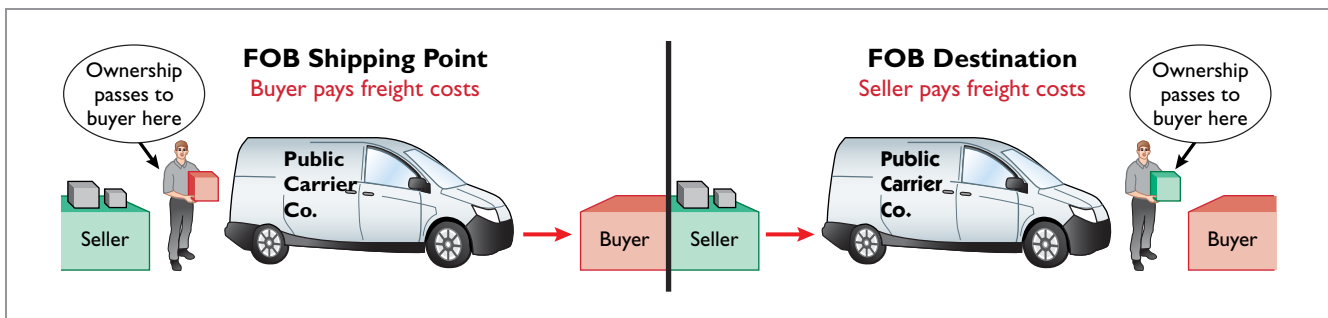 FOB Shipping Point
Buyer pays freight costs
Ownership
passes to
buyer here
Public
Carrier
Co.
Seller
Buyer
FOB Destination
Seller pays freight costs
Ownership
passes to
buyer here
Public
Carrier
Co.
Seller
Buyer